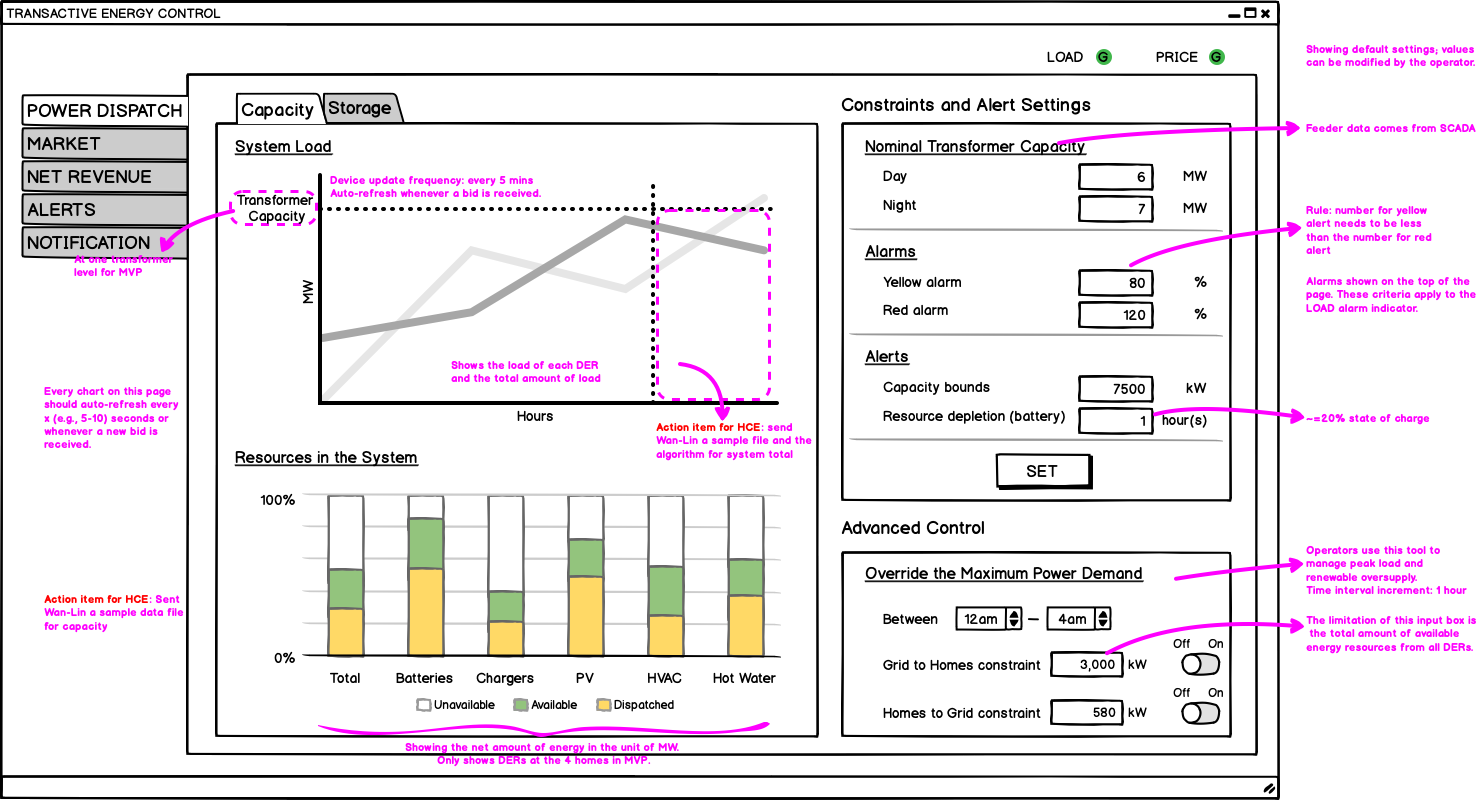 TRANSACTIVE ENERGY CONTROL
LOAD G PRICE G
POWER DISPATCH
MARKET
NET REVENUE
ALERTS
NOTIFICATION
At one transformer
level for MVP
Every chart on this page
should auto-refresh every
x (e.g., 5-10) seconds or
whenever a new bid is
received.
Action item for HCE: Sent
Wan-Lin a sample data file
for capacity
Capacity Storage
System Load
Device update frequency: every 5 mins
Auto-refresh whenever a bid is received.
Transformer
Capacity
MW
Shows the load of each DER
and the total amount of load
Hours
Action item for HCE: send
Wan-Lin a sample file and the
algorithm for system total
Resources in the System
100%
0%
Total Batteries Chargers PV HVAC Hot Water
Unavailable Available Dispatched
Showing the net amount of energy in the unit of MW.
Only shows DERs at the 4 homes in MVP.
Constraints and Alert Settings
Nominal Transformer Capacity
Day 6 MW
Night 7 MW
Alarms
Yellow alarm 80 %
Red alarm 120 %
Alerts
Capacity bounds 7500 kW
Resource depletion (battery) 1 hour(s)
SET
Advanced Control
Override the Maximum Power Demand
Between 12am – 4am
Off On
Grid to Homes constraint 3,000 kW
Off On
Homes to Grid constraint 580 kW
Showing default settings; values
can be modified by the operator.
Feeder data comes from SCADA
Rule: number for yellow
alert needs to be less
than the number for red
alert
Alarms shown on the top of the
page. These criteria apply to the
LOAD alarm indicator.
~=20% state of charge
Operators use this tool to
manage peak load and
renewable oversupply.
Time interval increment: 1 hour
The limitation of this input box is
the total amount of available
energy resources from all DERs.